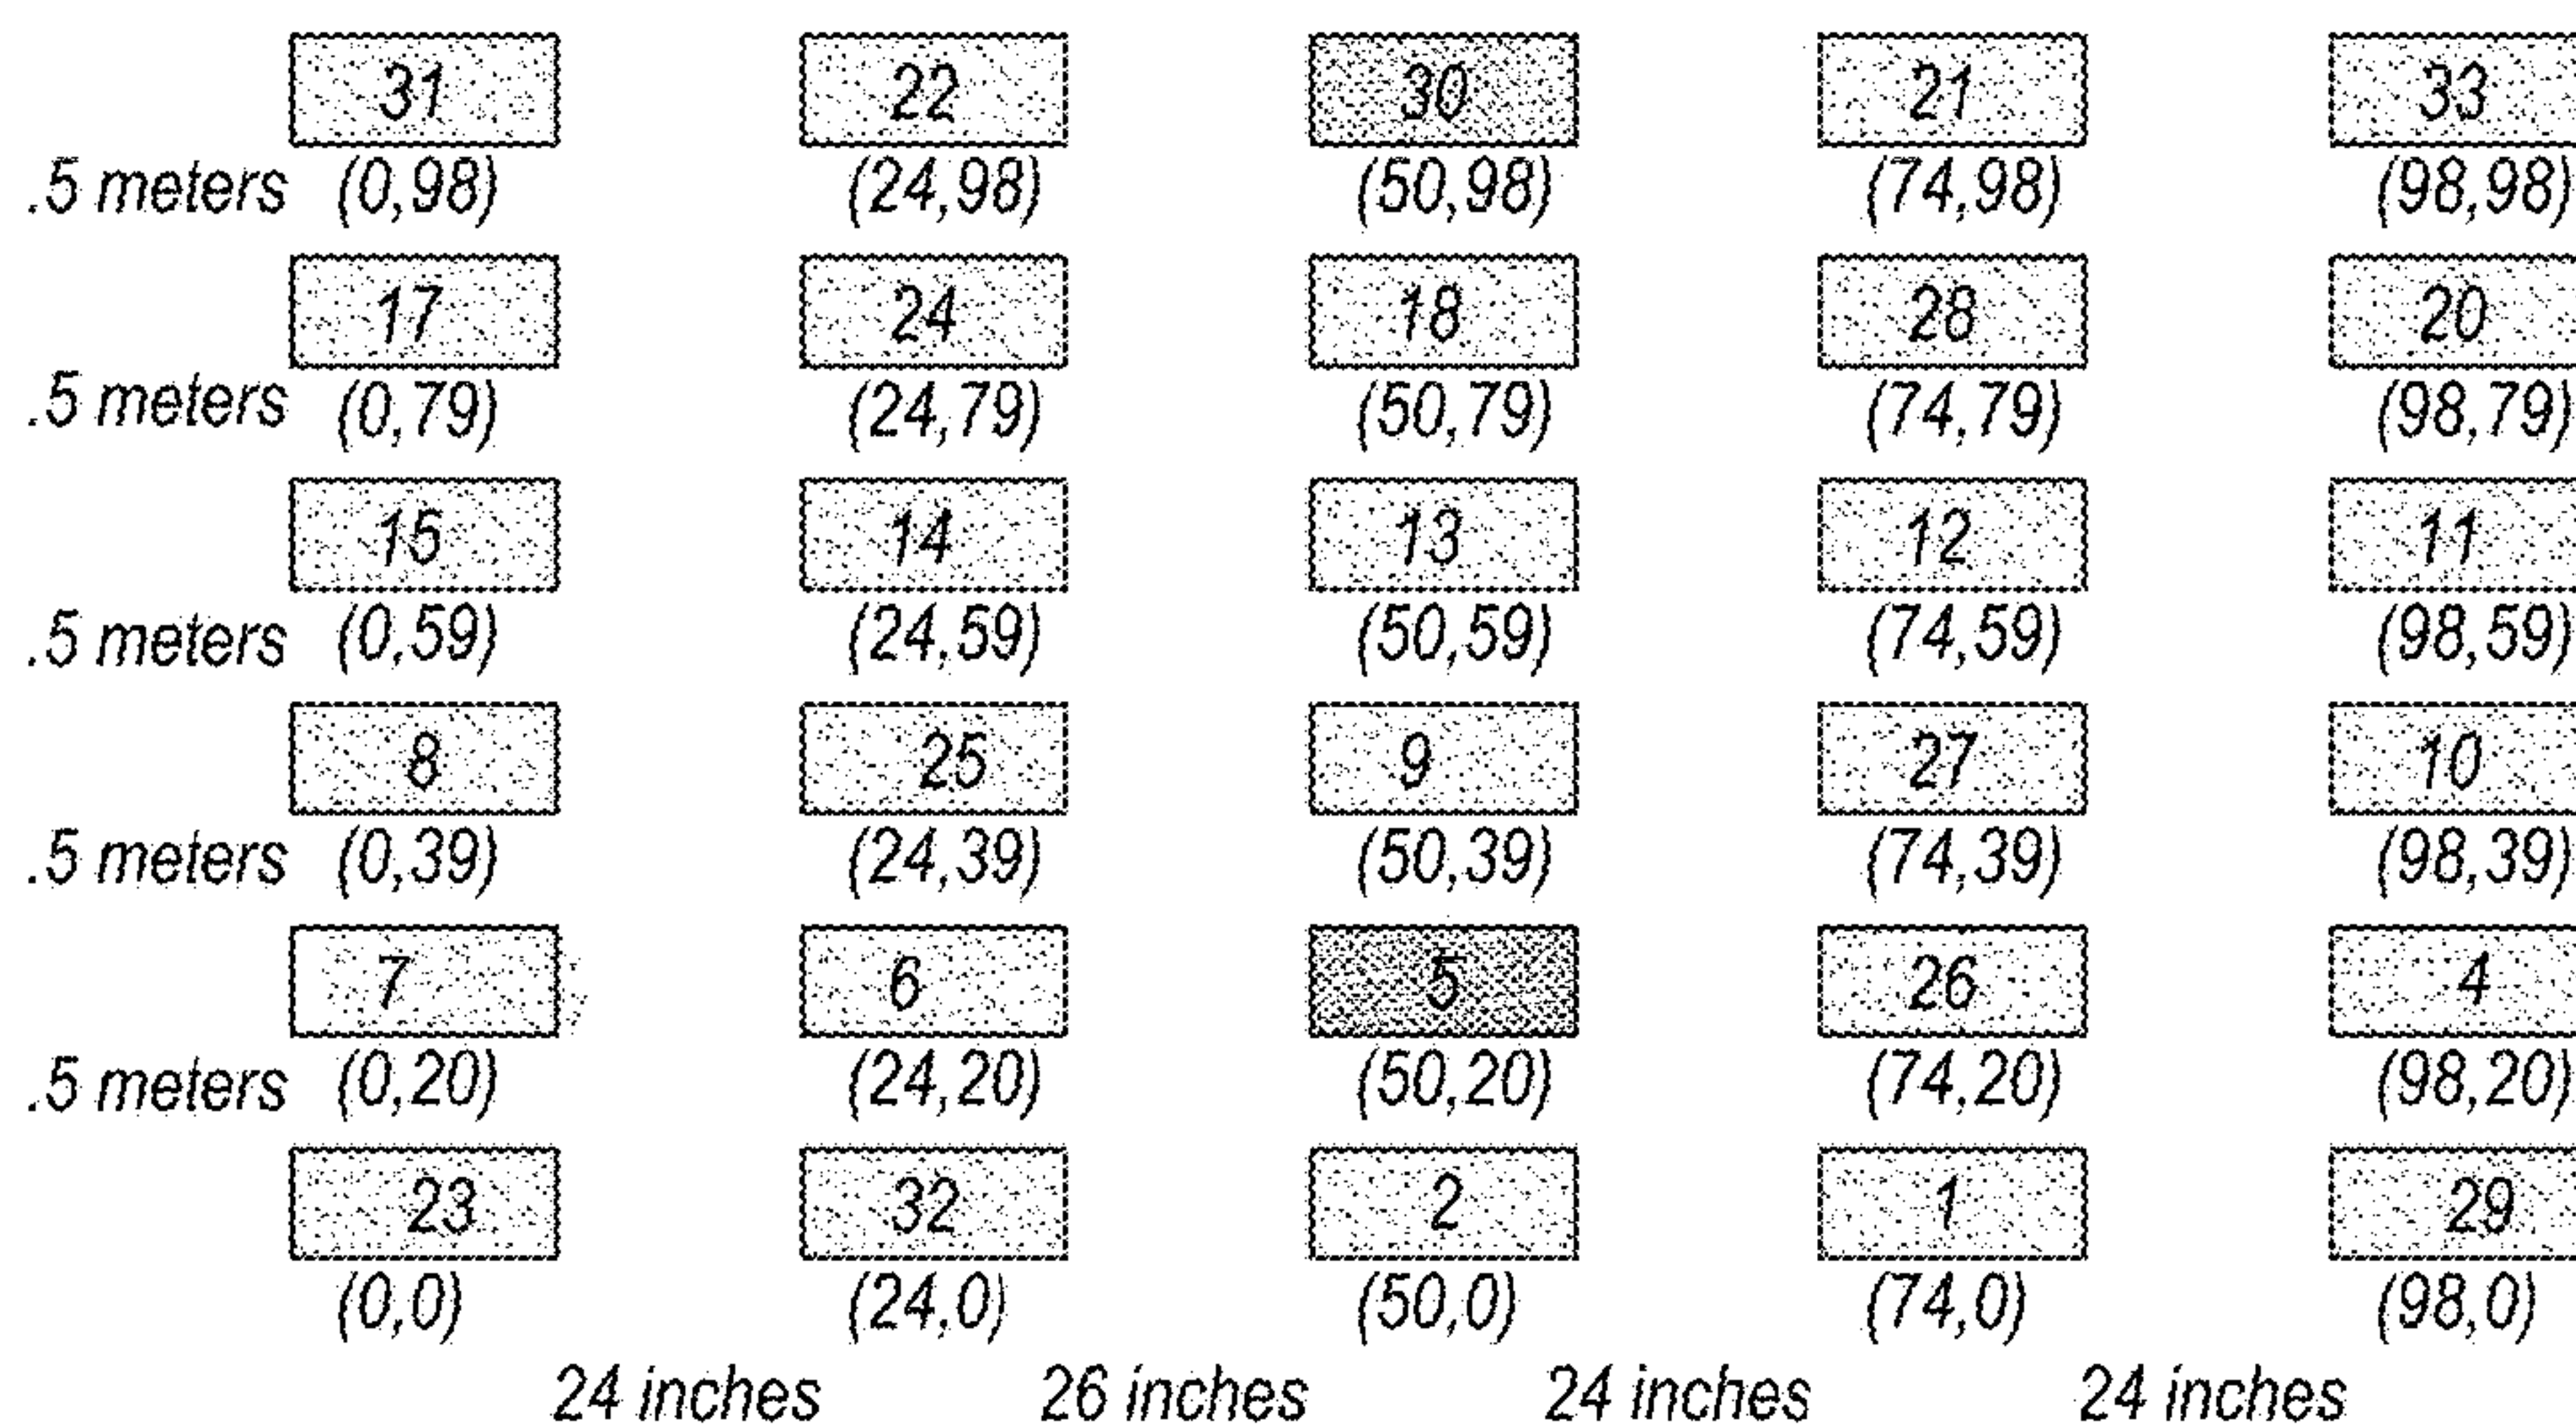 31 22 30 21 33
.5 meters (0,98) (24,98) (50,98) (74,98) (98,98)
17 24 18 28 20
.5 meters (0,79) (24,79) (50,79) (74,79) (98,79)
15 14 13 12 11
.5 meters (0,59) (24,59) (50,59) (74,59) (98,59)
8 25 9 27 10
.5 meters (0,39) (24,39) (50,39) (74,39) (98,39)
7 6 5 26 4
.5 meters (0,20) (24,20) (50,20) (74,20) (98,20)
23 32 2 1 29
(0,0) (24,0) (50,0) (74,0) (98,0)
24 inches 26 inches 24 inches 24 inches